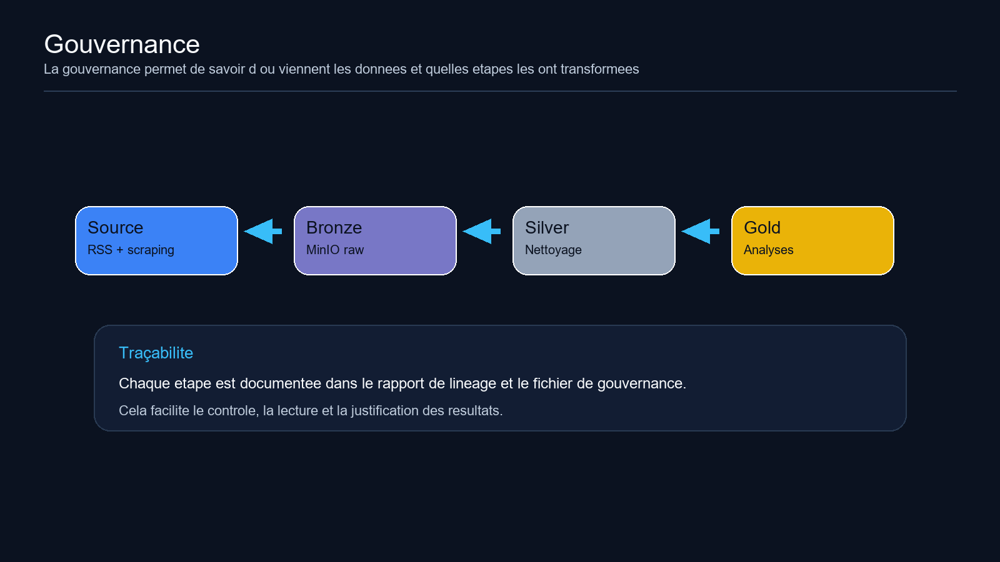 Gouvernance
La gouvernance permet de savoir d ou viennent les donnees et quelles etapes les ont transformees
Source
RSS + scraping
Bronze
MinIO raw
Silver
Nettoyage
Gold
Analyses
Traçabilite
Chaque etape est documentee dans le rapport de lineage et le fichier de gouvernance.
Cela facilite le controle, la lecture et la justification des resultats.